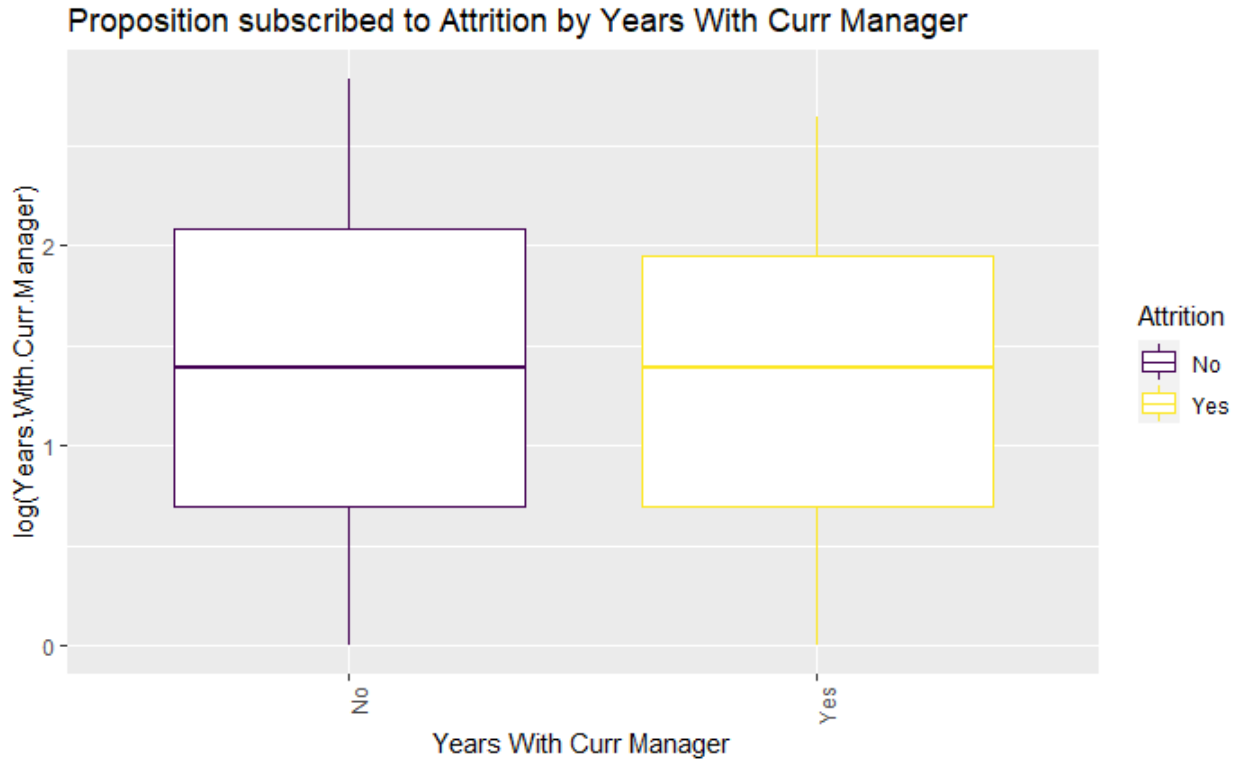 Proposition subscribed to Attrition by Years With Curr Manager
log(Years.With.Curr.Manager)
2
1
0
No
Yes
Years With Curr Manager
Attrition
No
Yes